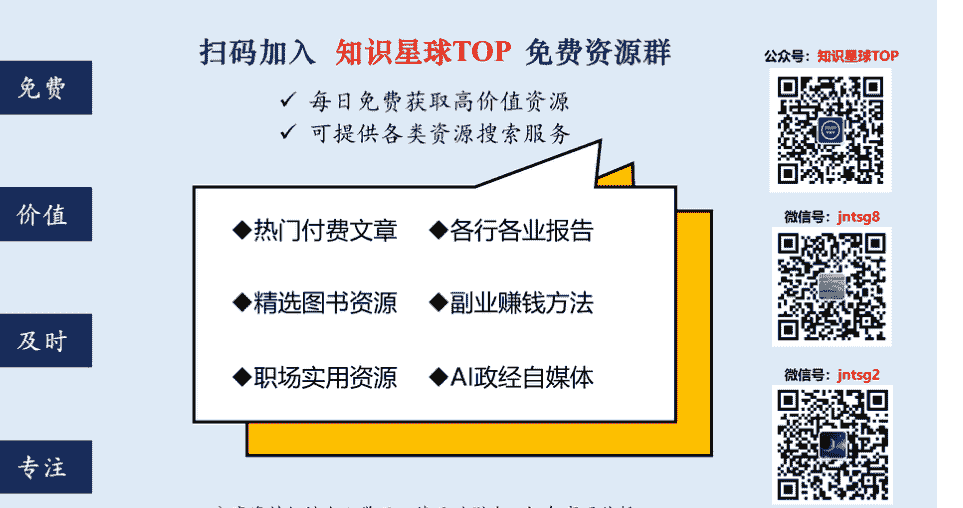 扫码加入 知识星球TOP 免费资源群
✓ 每日免费获取高价值资源
✓ 可提供各类资源搜索服务
免费
价值
及时
专注
◆热门付费文章 ◆各行各业报告
◆精选图书资源 ◆副业赚钱方法
◆职场实用资源 ◆AI政经自媒体
公众号：知识星球TOP
微信号：jntsg8
微信号：jntsg2